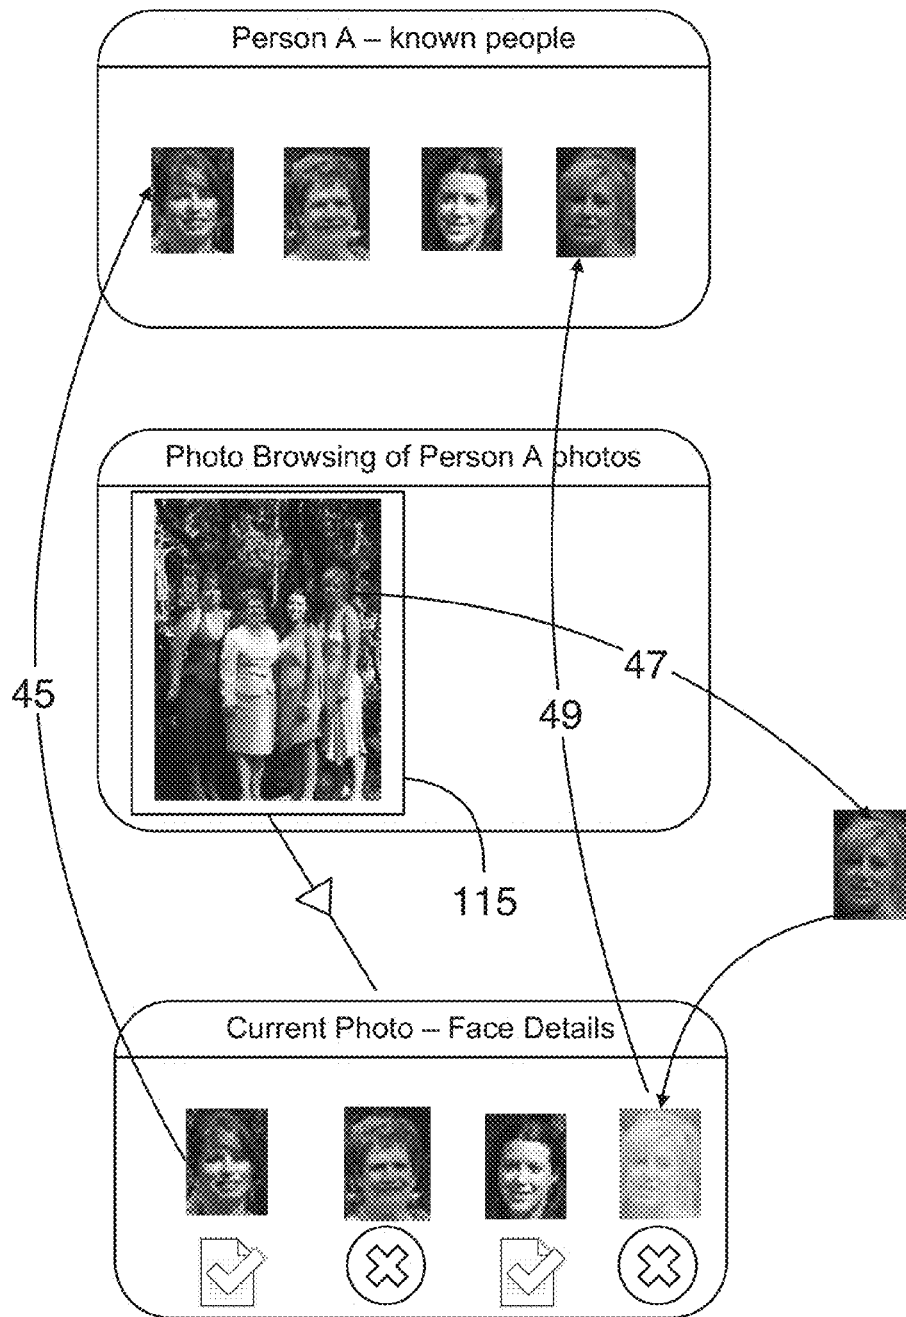 Person A – known people
Photo Browsing of Person A photos
45
47
49
115
Current Photo – Face Details